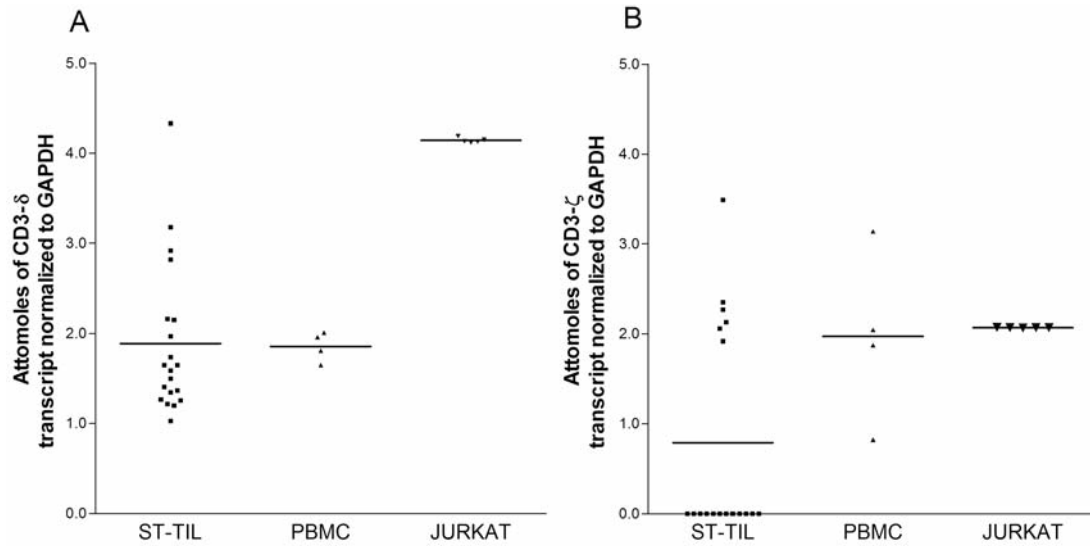 A
Attomoles of CD3-δ
transcript normalized to GAPDH
5.0
4.0
3.0
2.0
1.0
0.0
ST-TIL
PBMC
JURKAT
B
Attomoles of CD3-ζ
transcript normalized to GAPDH
5.0
4.0
3.0
2.0
1.0
0.0
ST-TIL
PBMC
JURKAT